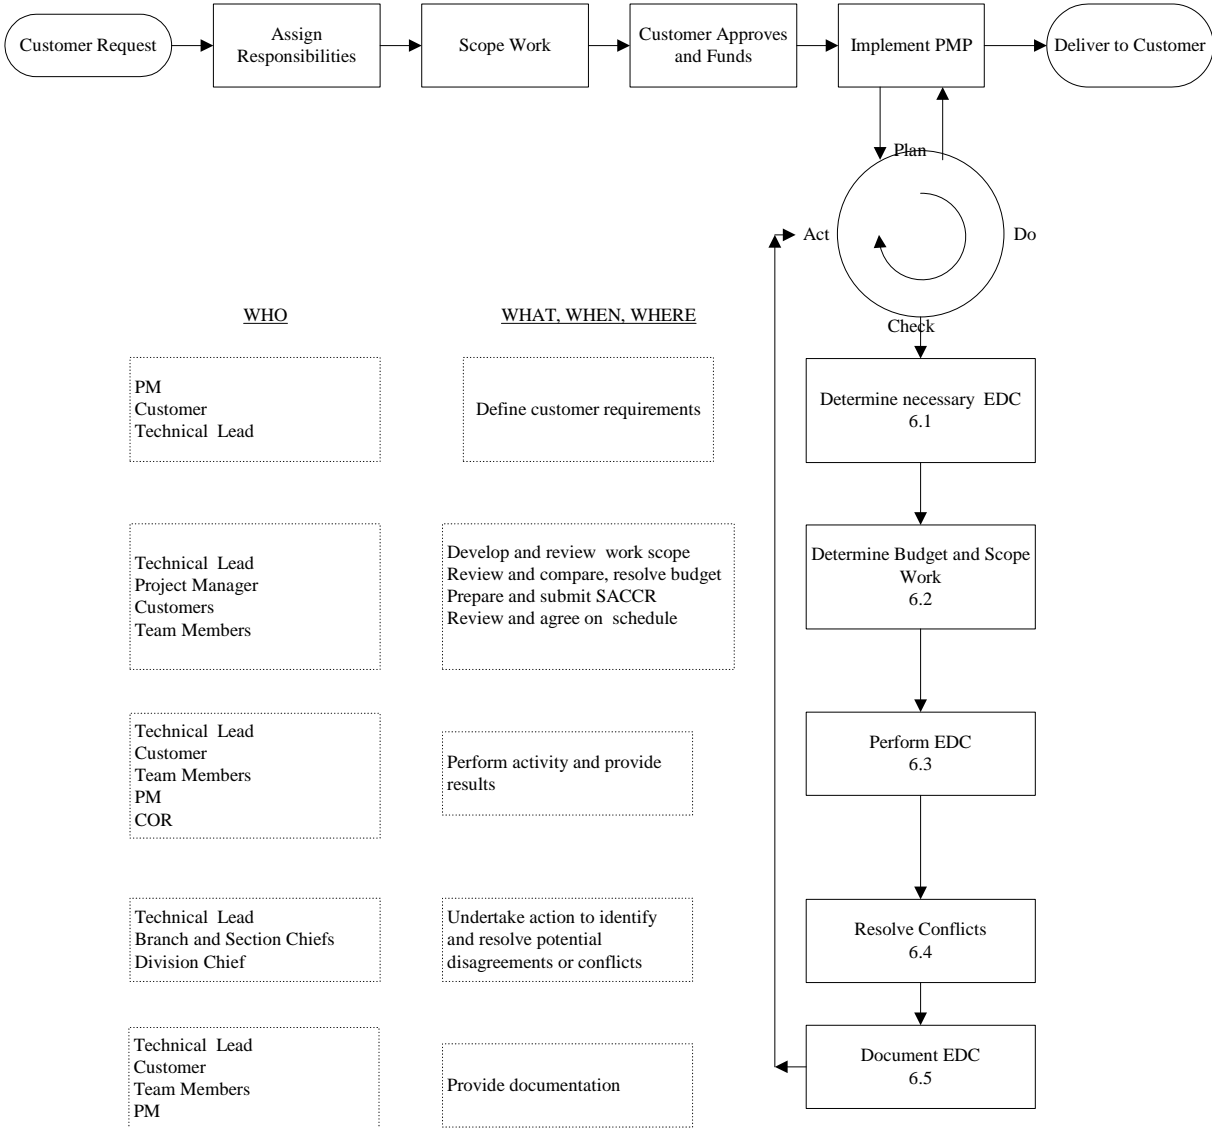 Customer Request
Assign
Responsibilities
Scope Work
Customer Approves
and Funds
Implement PMP
Deliver to Customer
Plan
Act
Do
Check
WHO
WHAT, WHEN, WHERE
PM
Customer
Technical Lead
Define customer requirements
Determine necessary EDC
6.1
Technical Lead
Project Manager
Customers
Team Members
Develop and review work scope
Review and compare, resolve budget
Prepare and submit SACCR
Review and agree on schedule
Determine Budget and Scope
Work
6.2
Technical Lead
Customer
Team Members
PM
COR
Perform activity and provide
results
Perform EDC
6.3
Technical Lead
Branch and Section Chiefs
Division Chief
Undertake action to identify
and resolve potential
disagreements or conflicts
Resolve Conflicts
6.4
Technical Lead
Customer
Team Members
PM
Provide documentation
Document EDC
6.5